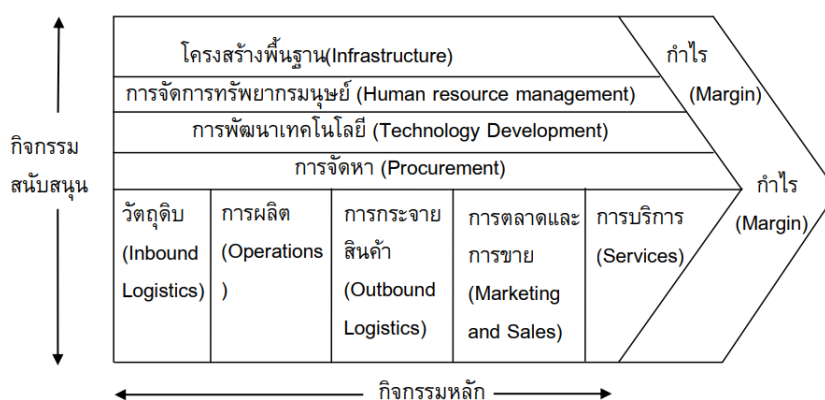 โครงสร้างพื้นฐาน(Infrastructure)
กำไร
(Margin)
การจัดการทรัพยากรมนุษย์ (Human resource management)
การพัฒนาเทคโนโลยี (Technology Development)
การจัดหา (Procurement)
กิจกรรม
สนับสนุน
วัตถุดิบ
(Inbound
Logistics)
การผลิต
(Operations
)
การกระจาย
สินค้า
(Outbound
Logistics)
การตลาดและ
การขาย
(Marketing
and Sales)
การบริการ
(Services)
กำไร
(Margin)
กิจกรรมหลัก